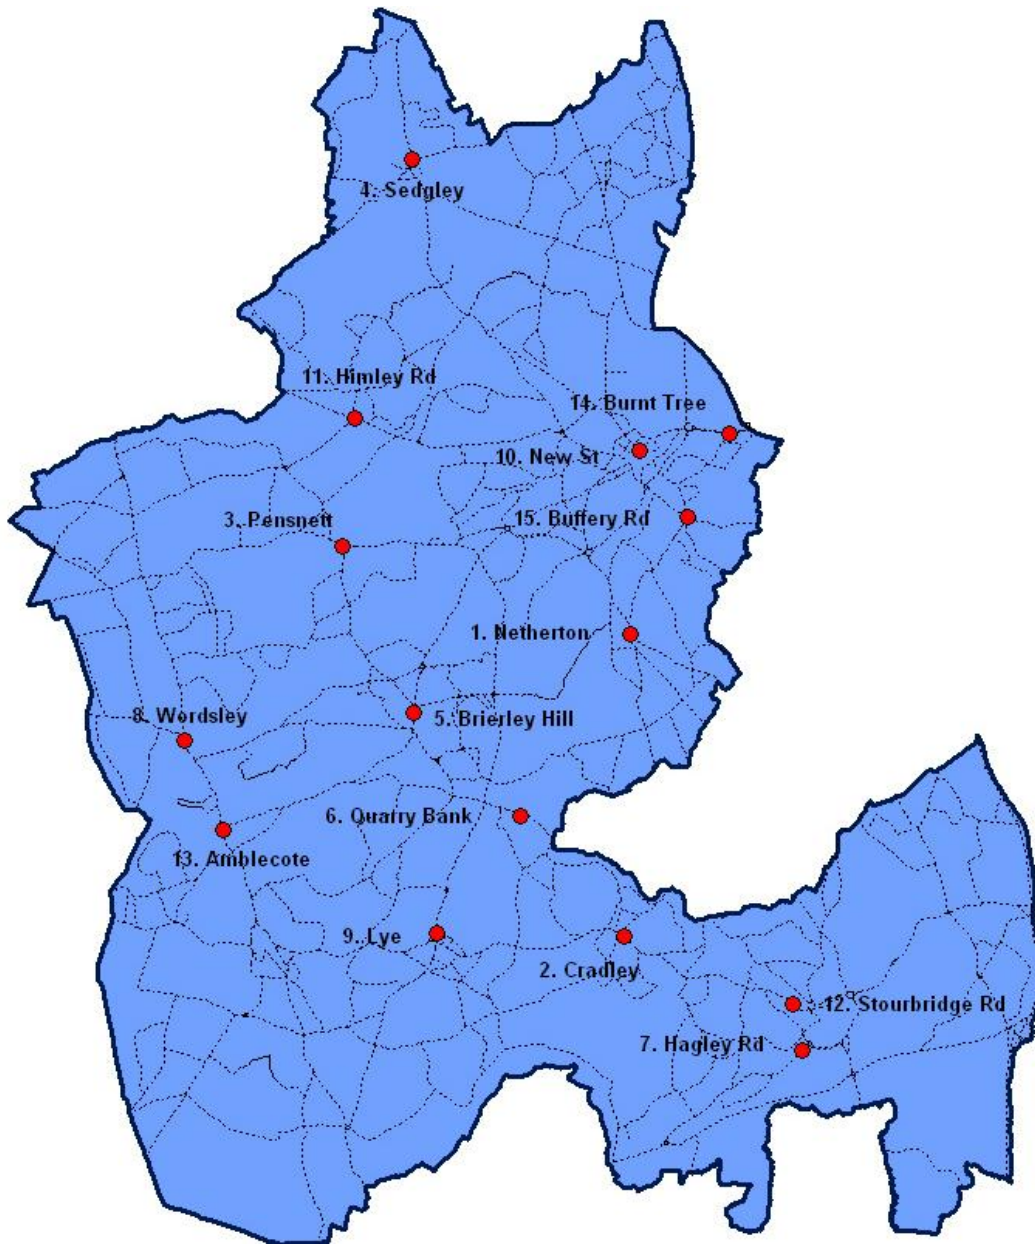 4. Sedgley
11. Himley Rd
14. Burnt Tree
10. New St
3. Pensnett
15. Buffery Rd
1. Netherton
8. Wordsley
5. Brierley Hill
6. Quarry Bank
13. Amblecote
9. Lye
2. Cradley
12. Stourbridge Rd
7. Hagley Rd